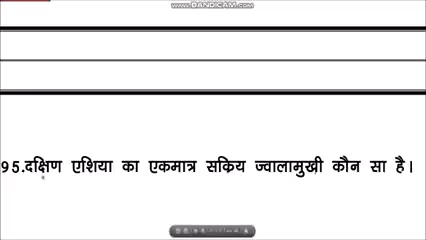 www.BANDICAM.com
95.दक्षिण एशिया का एकमात्र सक्रिय ज्वालामुखी कौन सा है।